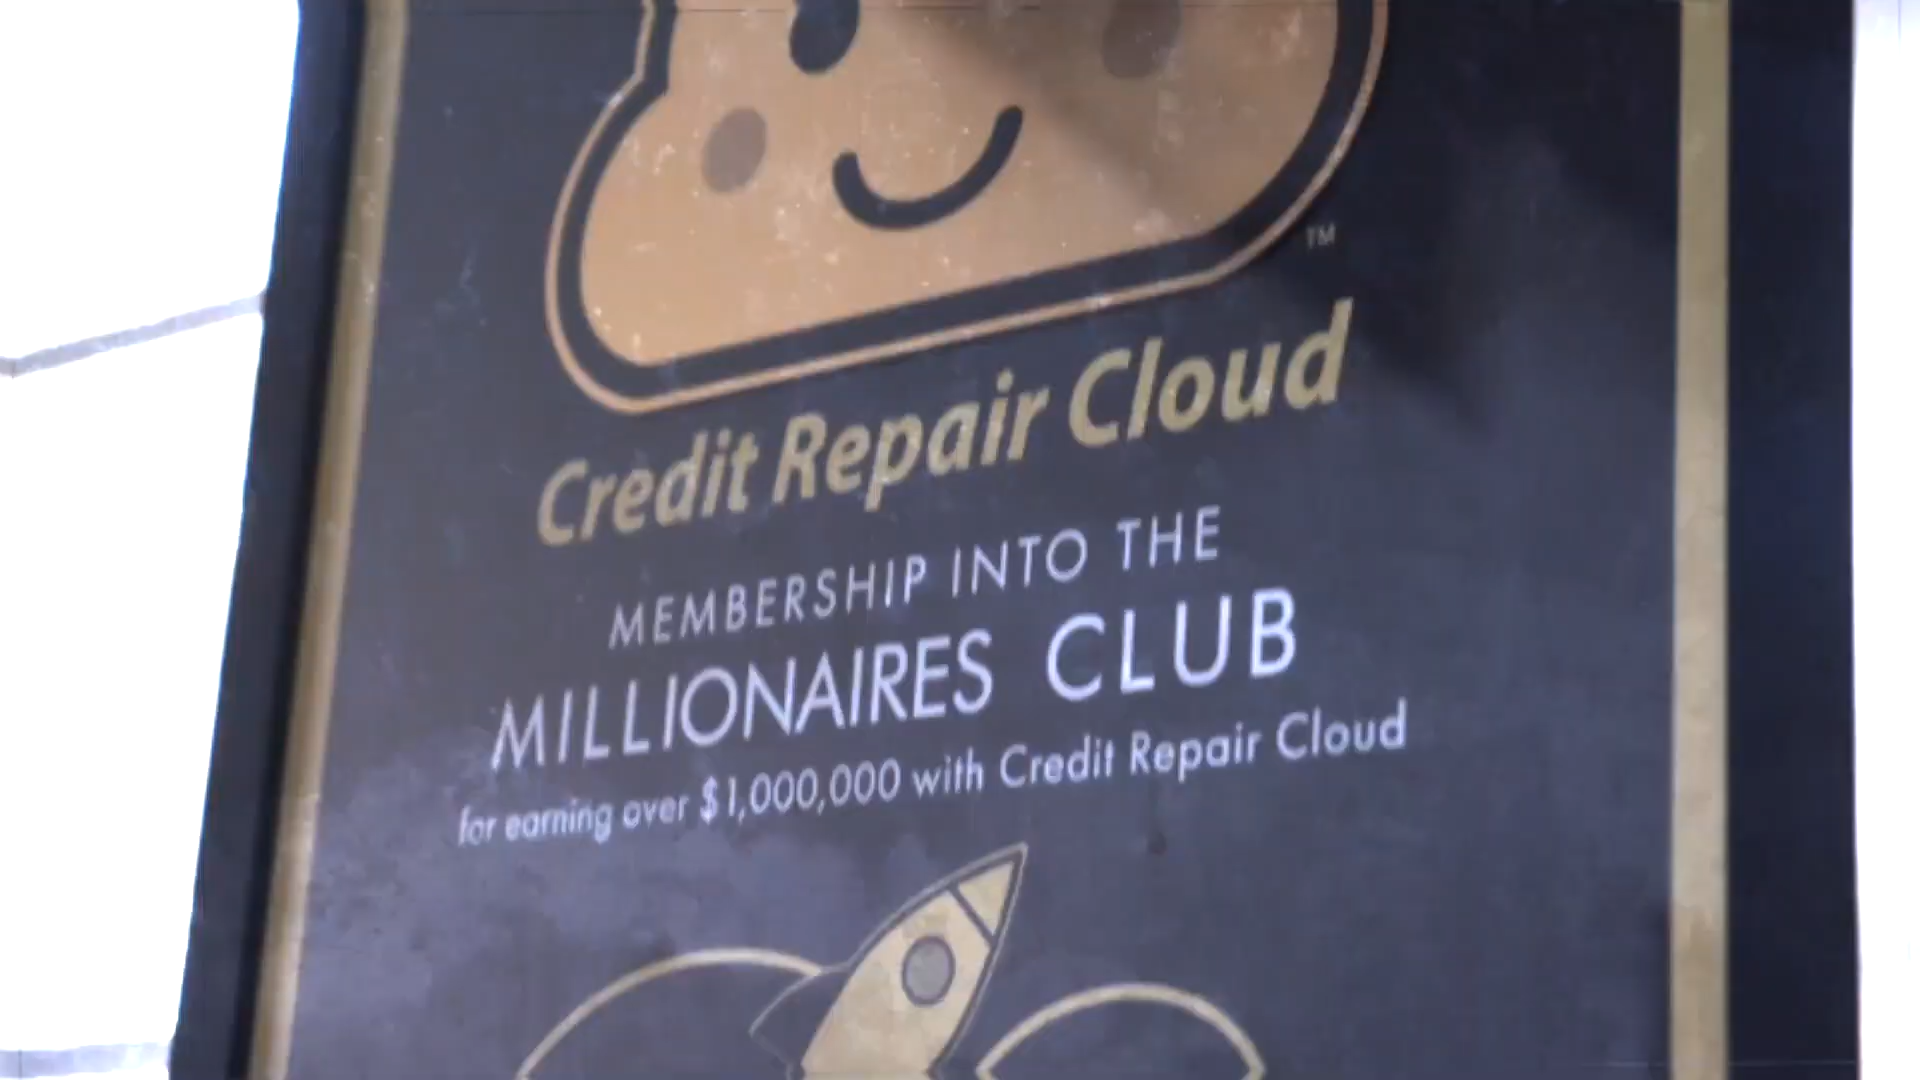 TM
Credit Repair Cloud
MEMBERSHIP INTO THE
MILLIONAIRES CLUB
for earning over $1,000,000 with Credit Repair Cloud